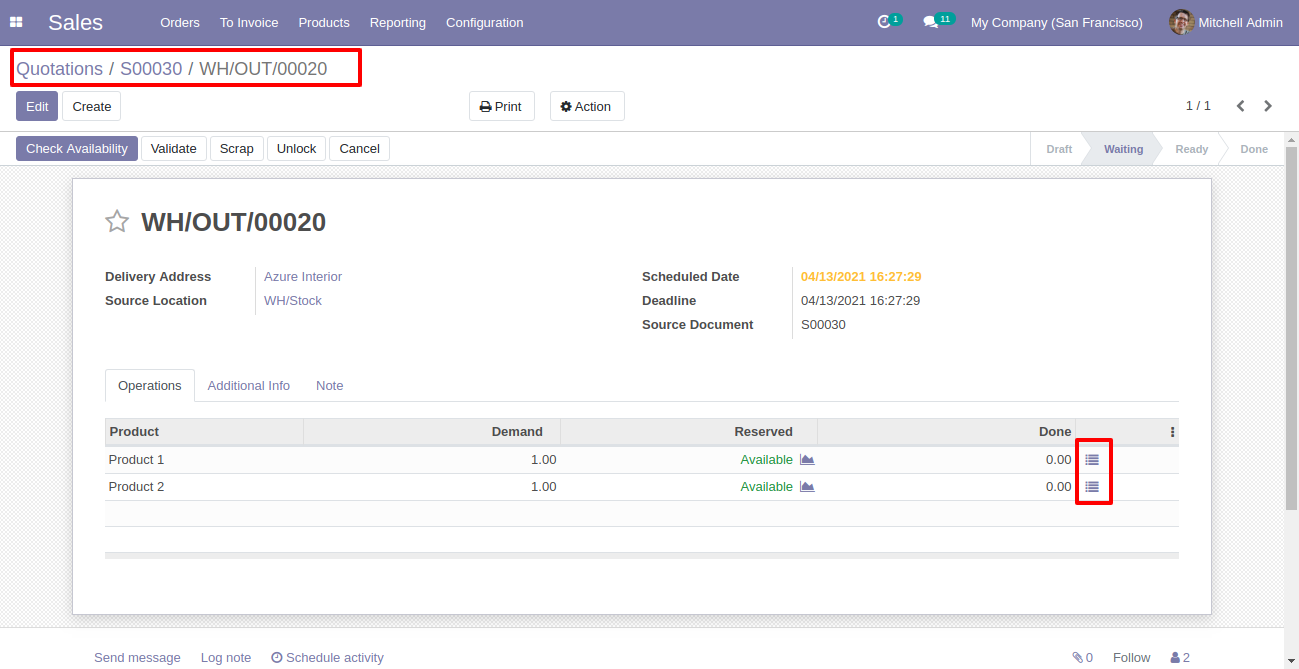 Sales Orders To Invoice Products Reporting Configuration 1 11 My Company (San Francisco) Mitchell Admin
Quotations / S00030 / WH/OUT/00020
Edit Create Print Action 1 / 1
Check Availability Validate Scrap Unlock Cancel Draft Waiting Ready Done
WH/OUT/00020
Delivery Address Azure Interior Scheduled Date 04/13/2021 16:27:29
Source Location WH/Stock Deadline 04/13/2021 16:27:29
Source Document S00030
Operations Additional Info Note
Product Demand Reserved Done
Product 1 1.00 Available 0.00
Product 2 1.00 Available 0.00
Send message Log note Schedule activity 0 Follow 2